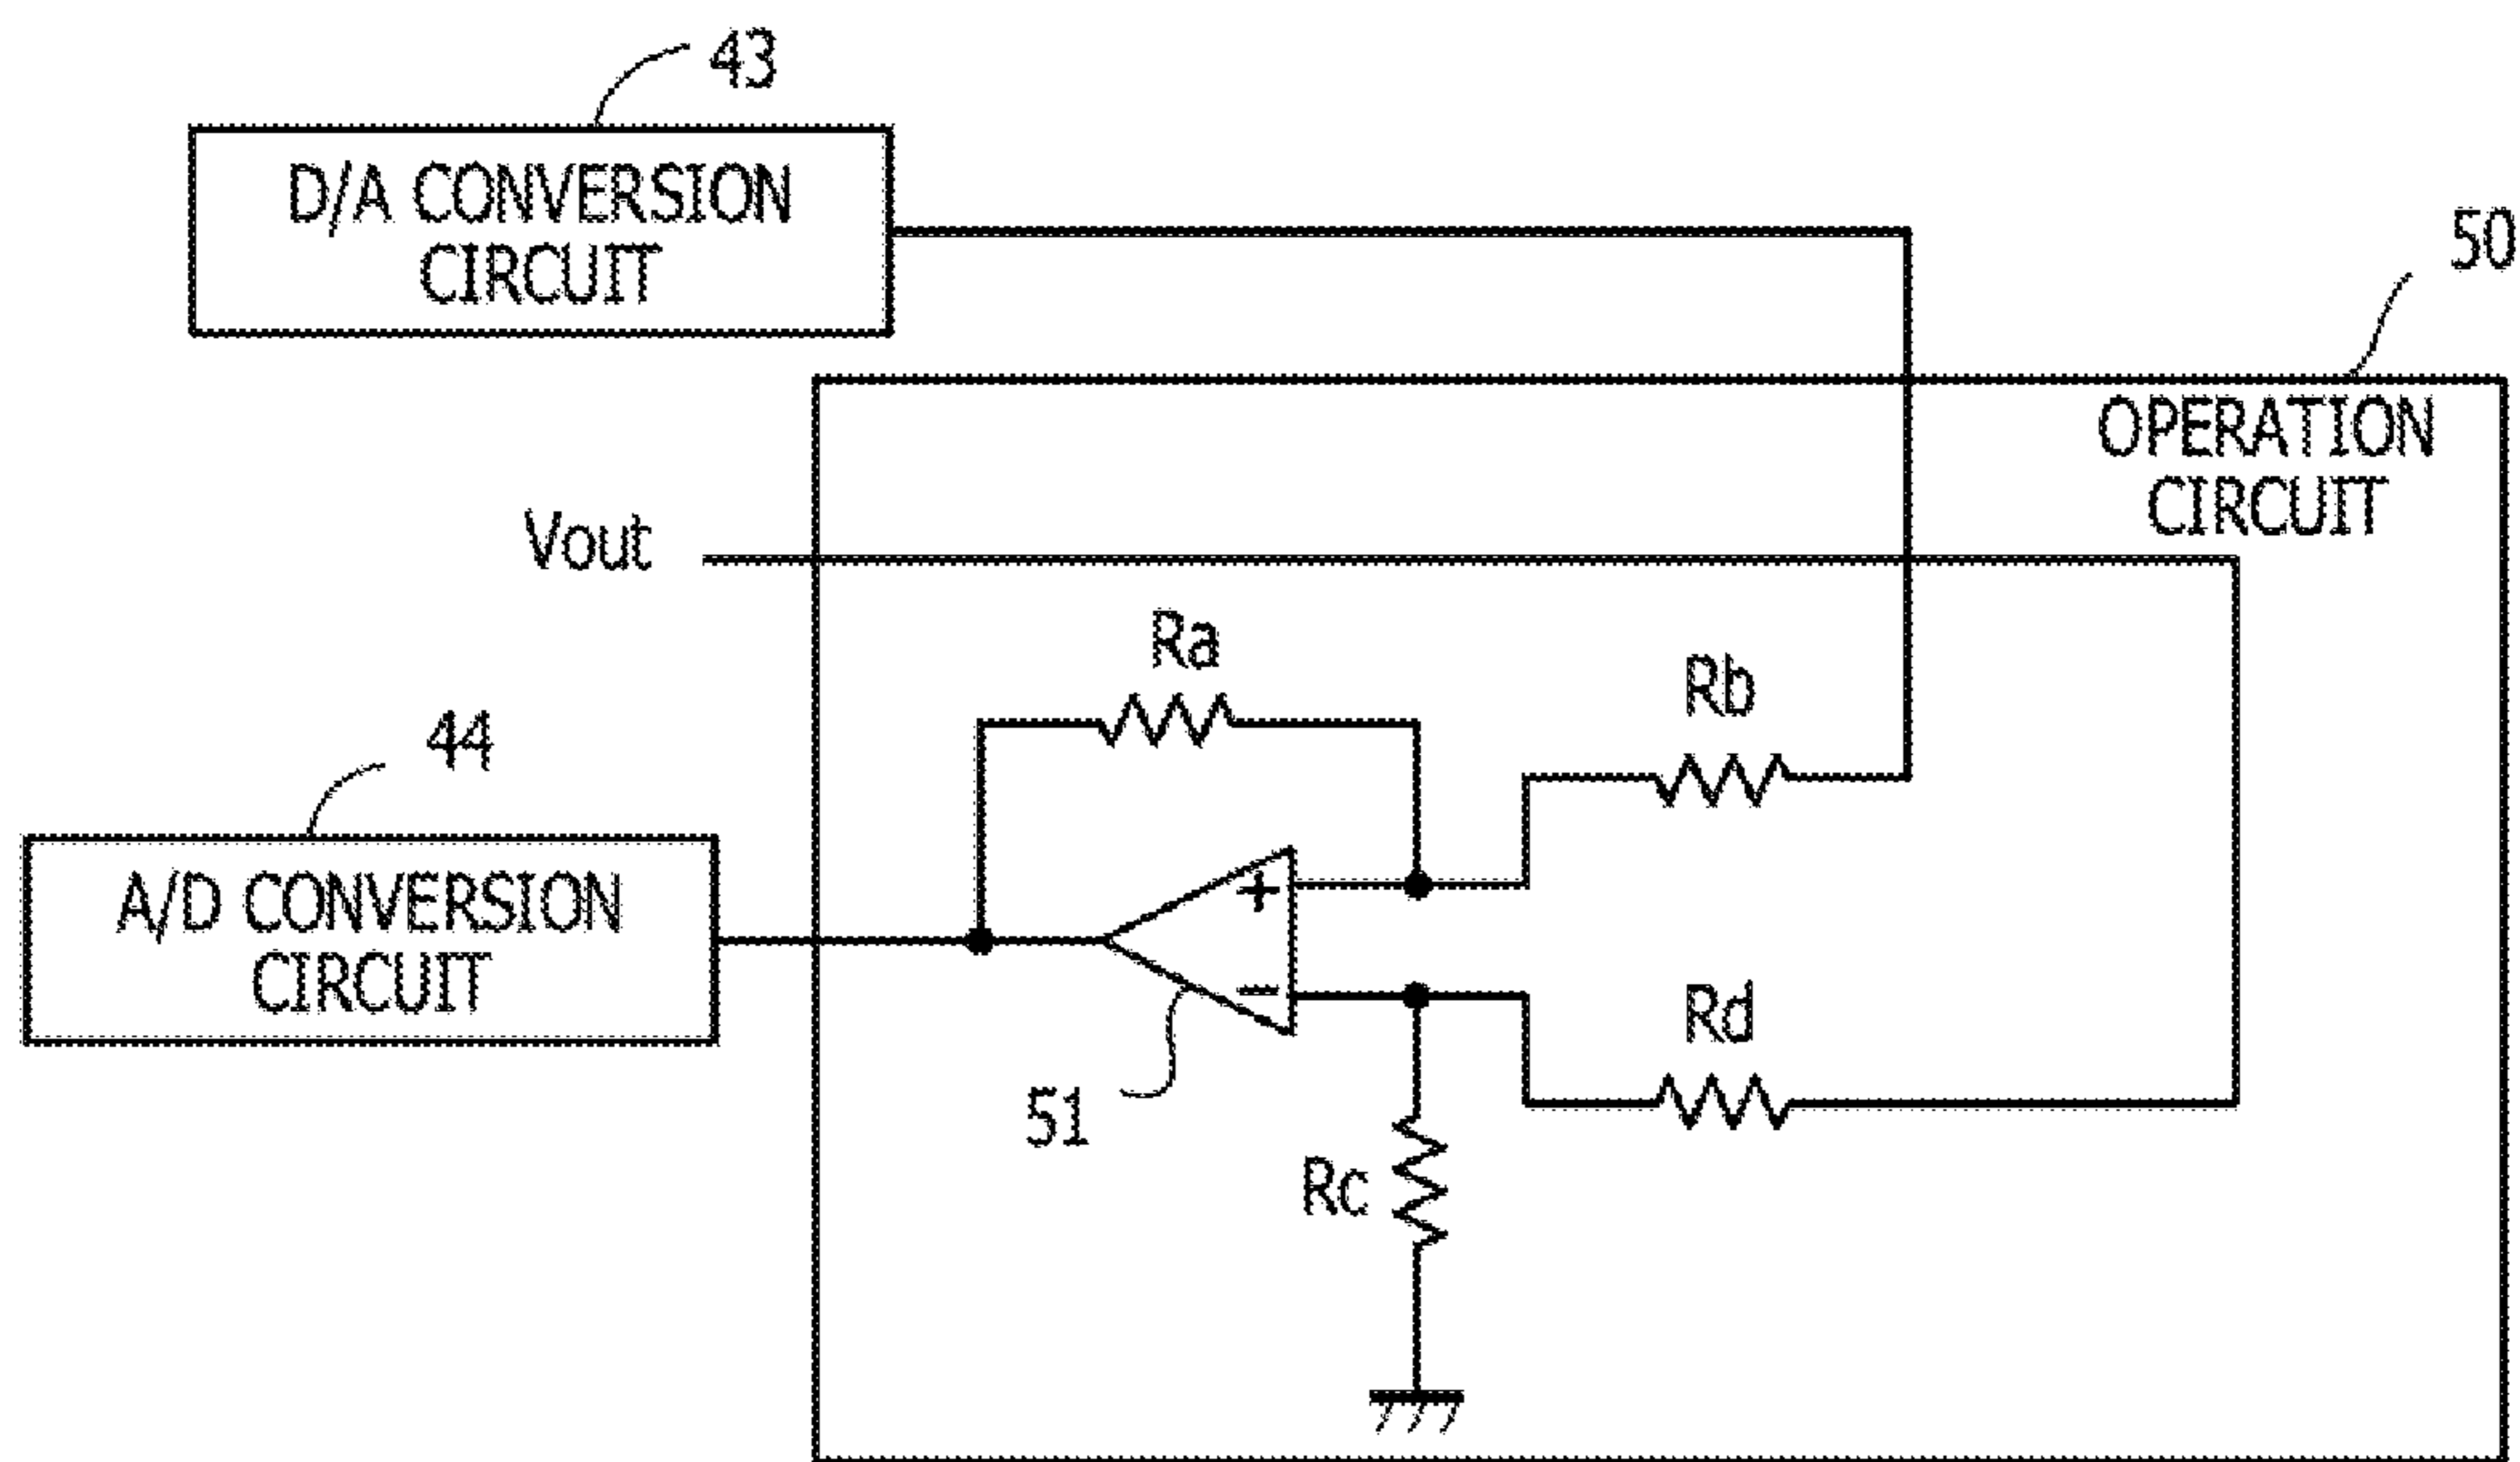 43
D/A CONVERSION
CIRCUIT
50
OPERATION
CIRCUIT
Vout
Ra
Rb
44
A/D CONVERSION
CIRCUIT
+
−
51
Rd
Rc